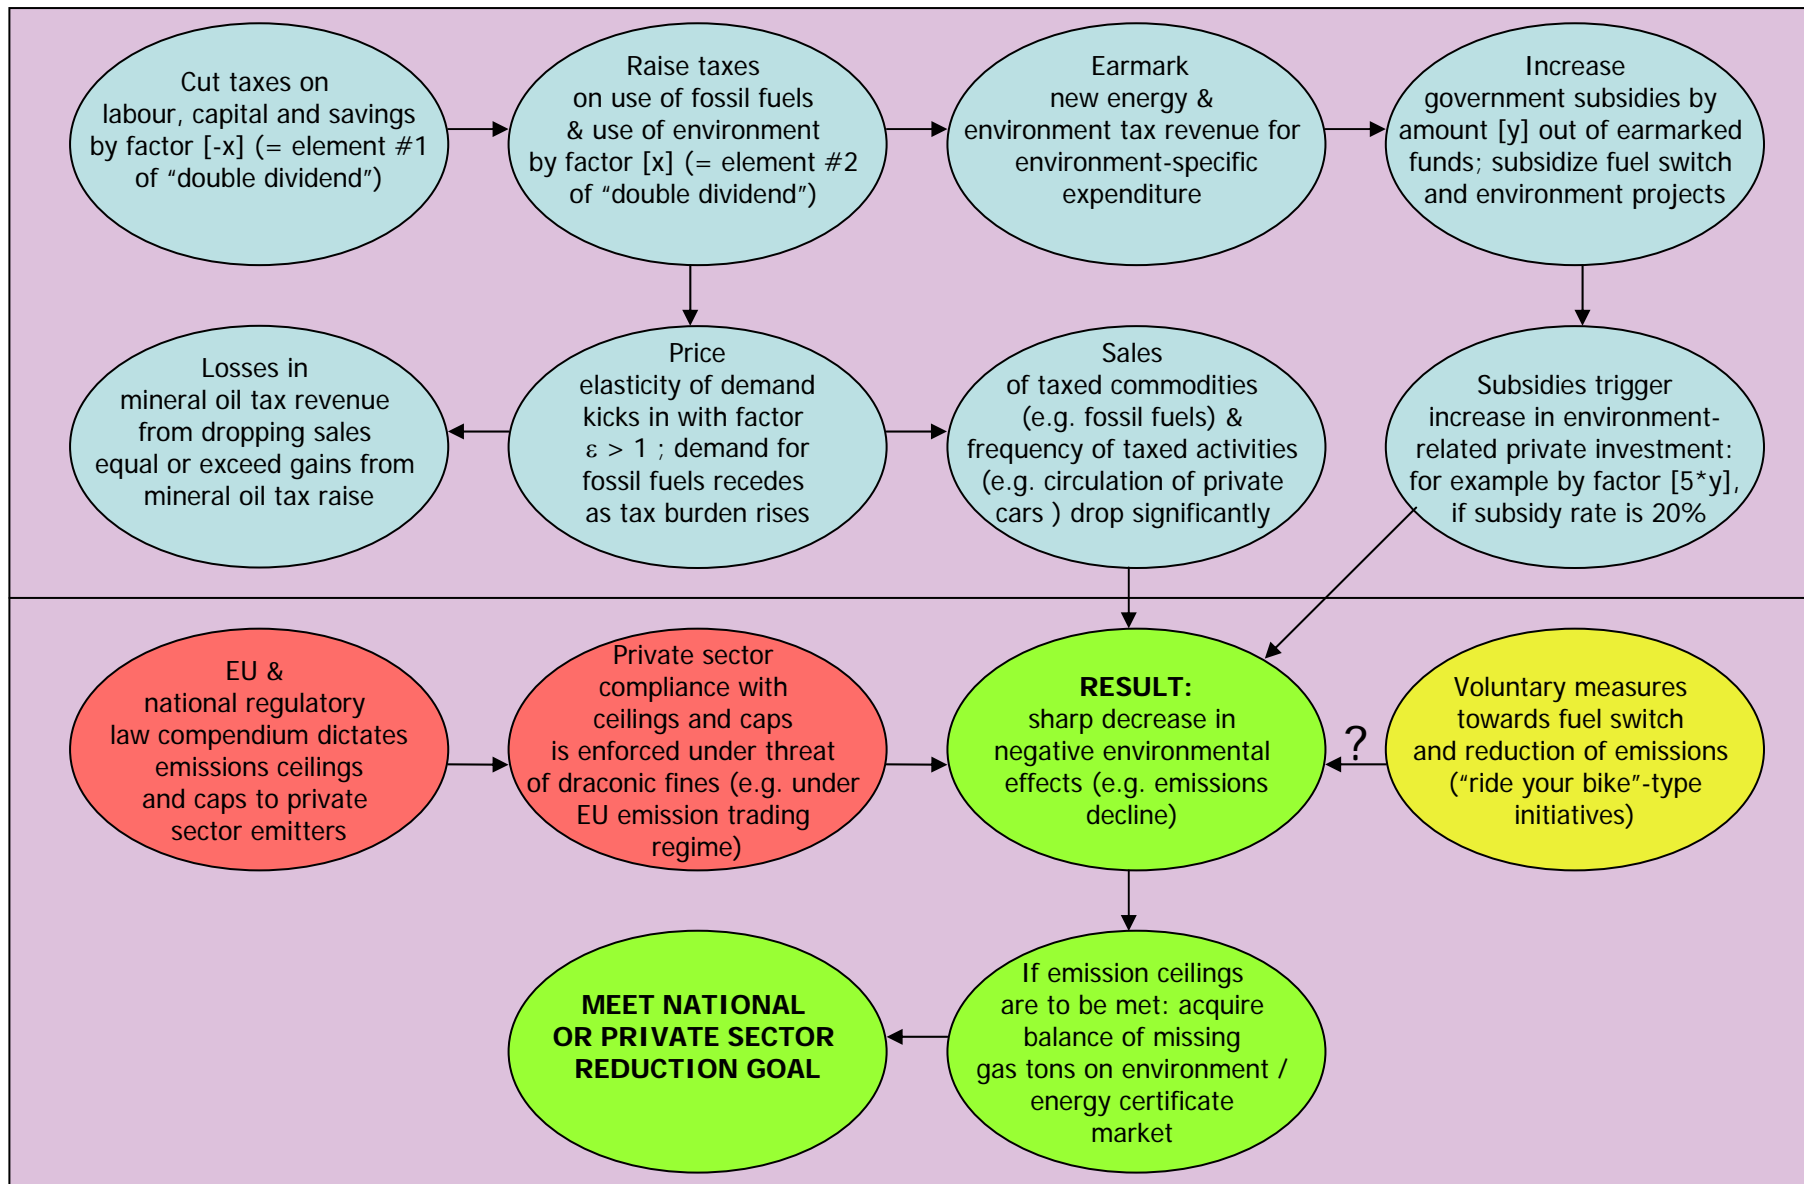 Cut taxes on
labour, capital and savings
by factor [-x] (= element #1
of “double dividend”)
Raise taxes
on use of fossil fuels
& use of environment
by factor [x] (= element #2
of “double dividend”)
Earmark
new energy &
environment tax revenue for
environment-specific
expenditure
Increase
government subsidies by
amount [y] out of earmarked
funds; subsidize fuel switch
and environment projects
Losses in
mineral oil tax revenue
from dropping sales
equal or exceed gains from
mineral oil tax raise
Price
elasticity of demand
kicks in with factor
ε > 1 ; demand for
fossil fuels recedes
as tax burden rises
Sales
of taxed commodities
(e.g. fossil fuels) &
frequency of taxed activities
(e.g. circulation of private
cars ) drop significantly
Subsidies trigger
increase in environment-
related private investment:
for example by factor [5*y],
if subsidy rate is 20%
EU &
national regulatory
law compendium dictates
emissions ceilings
and caps to private
sector emitters
Private sector
compliance with
ceilings and caps
is enforced under threat
of draconic fines (e.g. under
EU emission trading
regime)
RESULT:
sharp decrease in
negative environmental
effects (e.g. emissions
decline)
?
Voluntary measures
towards fuel switch
and reduction of emissions
(“ride your bike”-type
initiatives)
MEET NATIONAL
OR PRIVATE SECTOR
REDUCTION GOAL
If emission ceilings
are to be met: acquire
balance of missing
gas tons on environment /
energy certificate
market